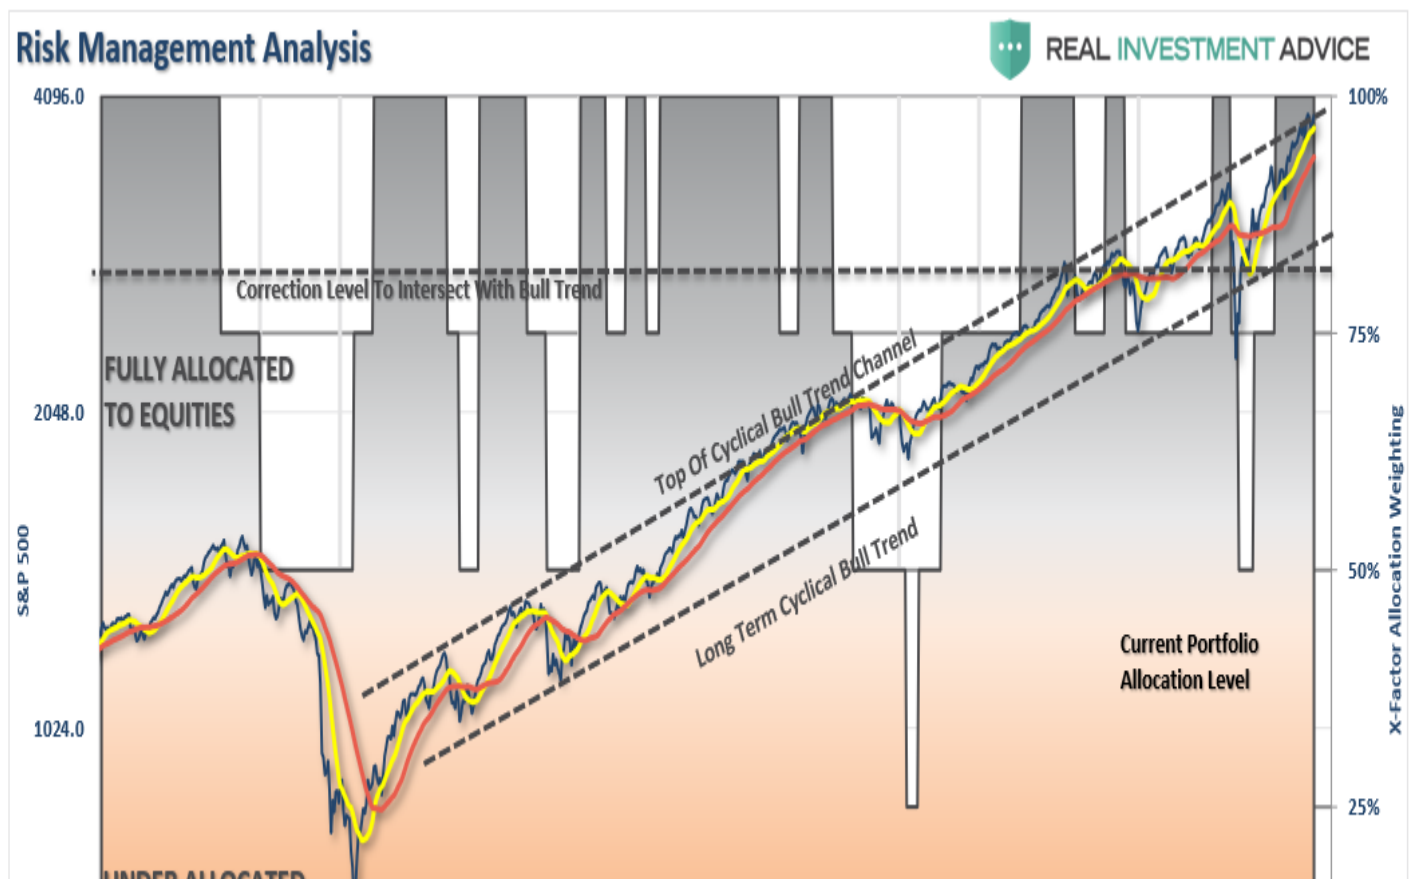 Risk Management Analysis
REAL INVESTMENT ADVICE
4096.0
100%
Correction Level To Intersect With Bull Trend
75%
FULLY ALLOCATED
TO EQUITIES
Top Of Cyclical Bull Trend Channel
2048.0
S&P 500
X-Factor Allocation Weighting
50%
Long Term Cyclical Bull Trend
Current Portfolio
Allocation Level
1024.0
25%
UNDER ALLOCATED